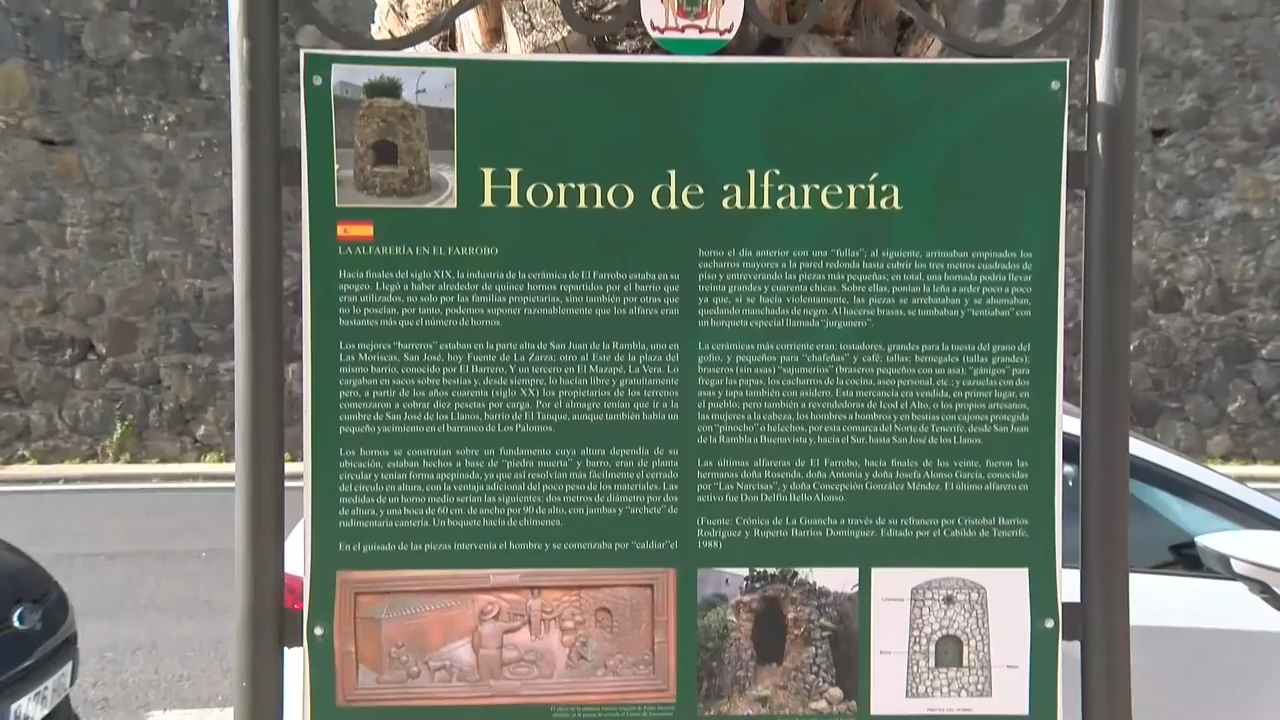 Horno de alfarería
LA ALFARERÍA EN EL FARROBO
Hacia finales del siglo XIX, la industria de la cerámica de El Farrobo estaba en su
apogeo. Llegó a haber alrededor de quince hornos repartidos por el barrio que
eran utilizados, no solo por las familias propietarias, sino también por otras que
no lo poseían, por tanto, podemos suponer razonablemente que los alfares eran
bastantes más que el número de hornos.
Los mejores “barreros” estaban en la parte alta de San Juan de la Rambla, uno en
Las Moriscas, San José, hoy Fuente de La Zarza; otro al Este de la plaza del
mismo barrio, conocido por El Barrero, Y un tercero en El Mazapé, La Vera. Lo
cargaban en sacos sobre bestias y, desde siempre, lo hacían libre y gratuitamente
pero, a partir de los años cuarenta (siglo XX) los propietarios de los terrenos
comenzaron a cobrar diez pesetas por carga. Por el almagre tenían que ir a la
cumbre de San José de los Llanos, barrio de El Tanque, aunque también había un
pequeño yacimiento en el barranco de Los Palomos.
Los hornos se construían sobre un fundamento cuya altura dependía de su
ubicación, estaban hechos a base de “piedra muerta” y barro, eran de planta
circular y tenían forma apepinada, ya que así resolvían más fácilmente el cerrado
del círculo en altura, con la ventaja adicional del poco peso de los materiales. Las
medidas de un horno medio serían las siguientes: dos metros de diámetro por dos
de altura, y una boca de 60 cm. de ancho por 90 de alto, con jambas y “archete” de
rudimentaria cantería. Un boquete hacía de chimenea.
En el guisado de las piezas intervenía el hombre y se comenzaba por “caldiar”el
horno el día anterior con una “fullas”; al siguiente, arrimaban empinados los
cacharros mayores a la pared redonda hasta cubrir los tres metros cuadrados de
piso y entreverando las piezas más pequeñas; en total, una hornada podría llevar
treinta grandes y cuarenta chicas. Sobre ellas, ponían la leña a arder poco a poco
ya que, si se hacía violentamente, las piezas se arrebataban y se ahumaban,
quedando manchadas de negro. Al hacerse brasas, se tumbaban y “tentiaban” con
un horqueta especial llamada “jurgunero”.
La cerámicas más corriente eran: tostadores, grandes para la tuesta del grano del
gofio, y pequeños para “chafeñas” y café; tallas; bernegales (tallas grandes);
braseros (sin asas) “sajumerios” (braseros pequeños con un asa); “gánigos” para
fregar las papas, los cacharros de la cocina, aseo personal, etc.; y cazuelas con dos
asas y tapa también con asidero. Esta mercancía era vendida, en primer lugar, en
el pueblo; pero también a revendedoras de Icod el Alto, o los propios artesanos,
las mujeres a la cabeza, los hombres a hombros y en bestias con cajones protegida
con “pinocho” o helechos, por esta comarca del Norte de Tenerife, desde San Juan
de la Rambla a Buenavista y, hacia el Sur, hasta San José de los Llanos.
Las últimas alfareras de El Farrobo, hacía finales de los veinte, fueron las
hermanas doña Rosenda, doña Antonia y doña Josefa Alonso García, conocidas
por “Las Narcisas”, y doña Concepción González Méndez. El último alfarero en
activo fue Don Delfín Bello Alonso.
(Fuente: Crónica de La Guancha a través de su refranero por Cristobal Barrios
Rodríguez y Ruperto Barrios Domínguez. Editado por el Cabildo de Tenerife,
1988)